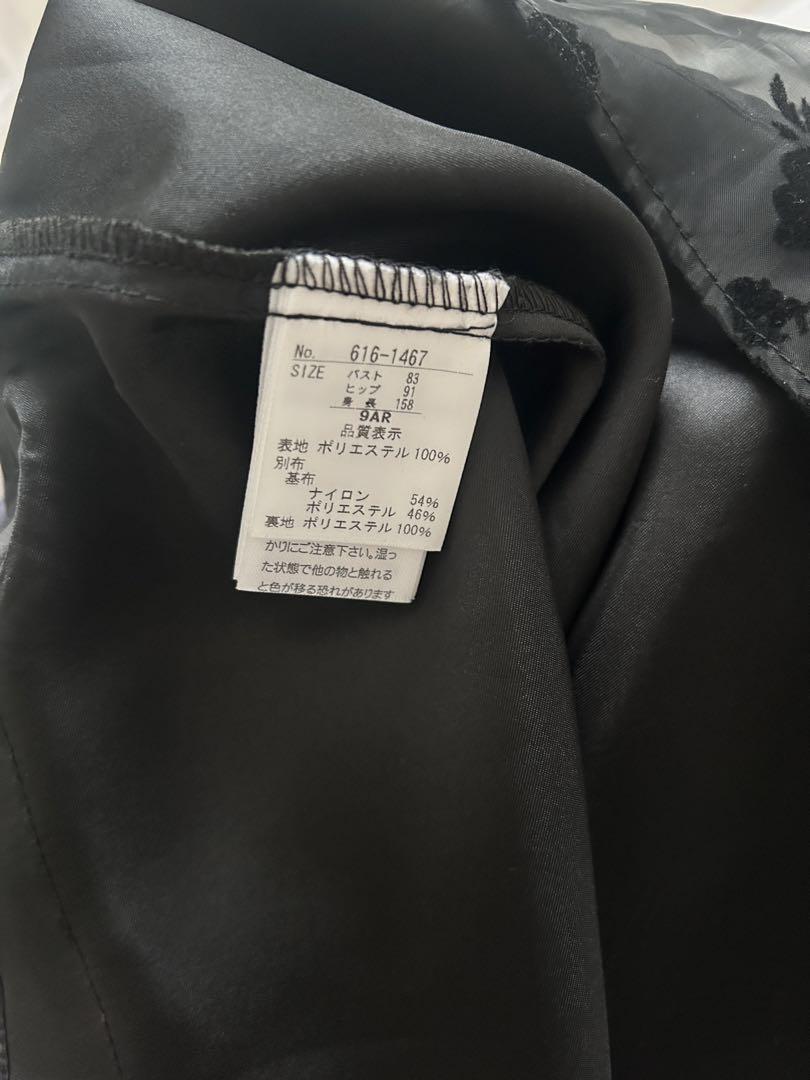 No. 616-1467
SIZE バスト 83
ヒップ 91
身長 158
9AR
品質表示
表地 ポリエステル 100%
別布
基布
ナイロン 54%
ポリエステル 46%
裏地 ポリエステル 100%
かりにご注意下さい。湿っ
た状態で他の物と触れる
と色が移る恐れがあります